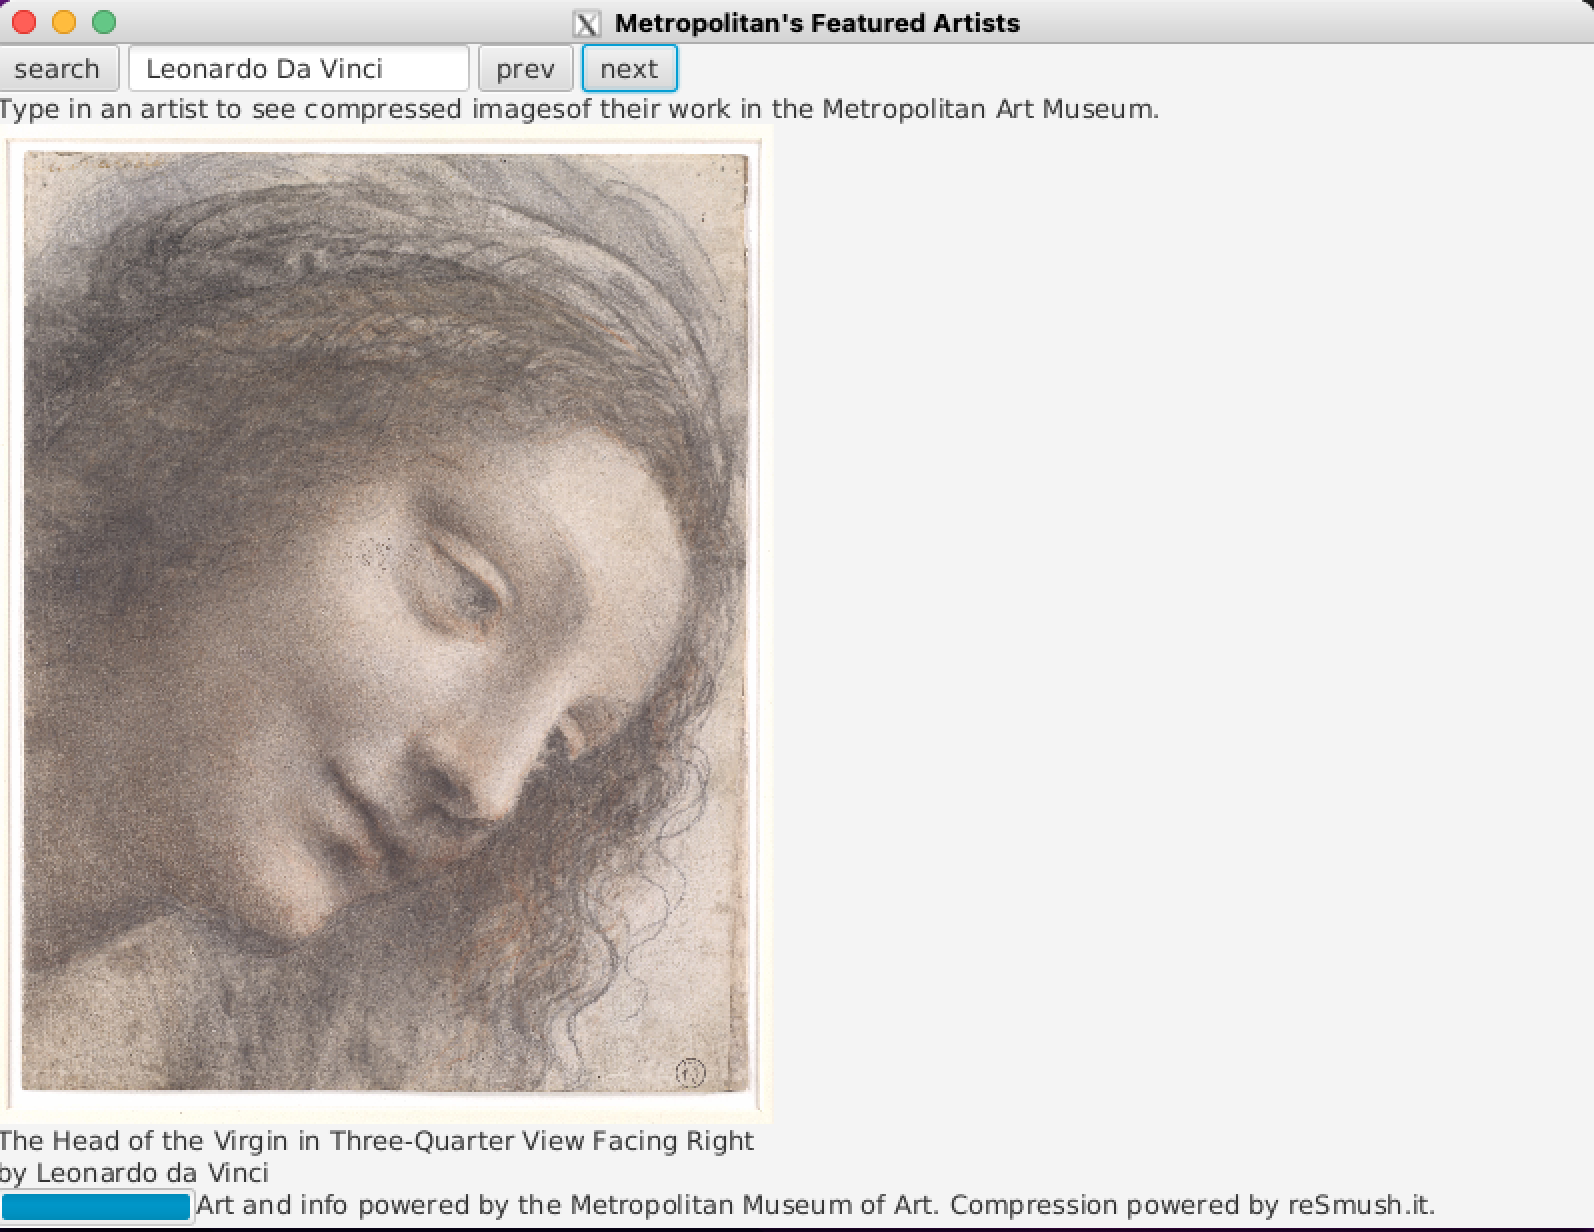 Metropolitan's Featured Artists
search Leonardo Da Vinci prev next
Type in an artist to see compressed imagesof their work in the Metropolitan Art Museum.
The Head of the Virgin in Three-Quarter View Facing Right
by Leonardo da Vinci
Art and info powered by the Metropolitan Museum of Art. Compression powered by reSmush.it.